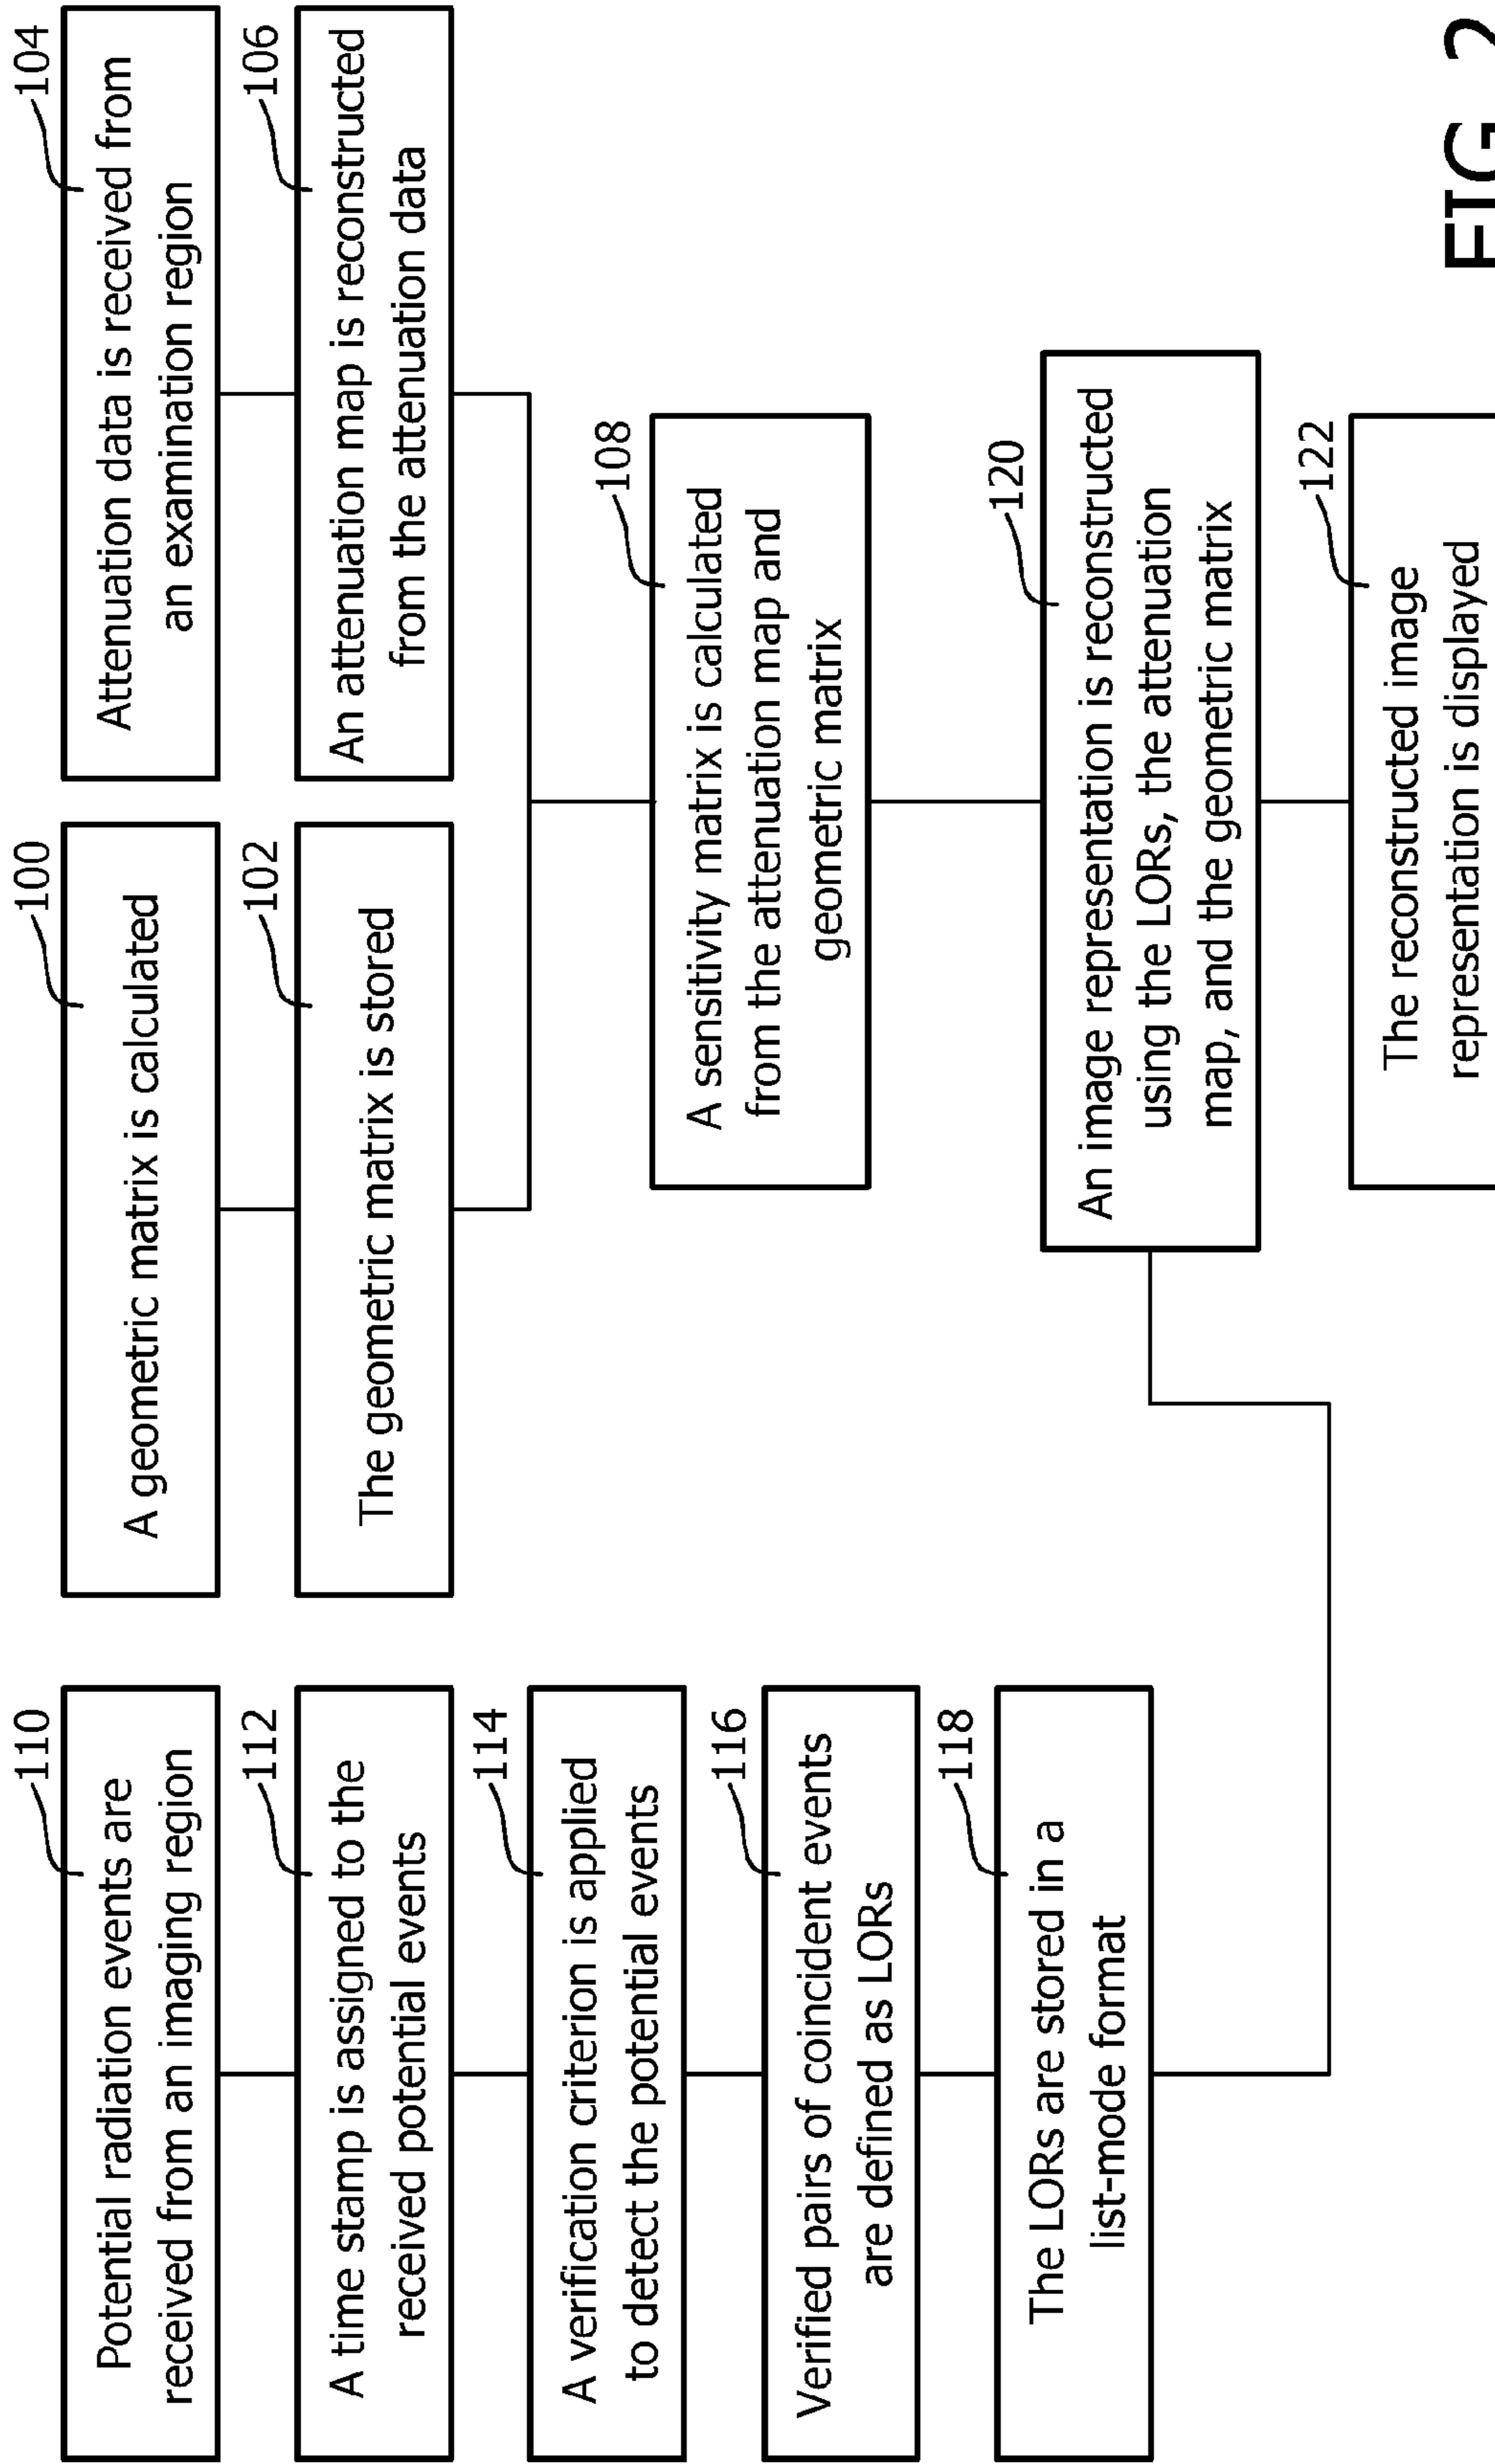 110
Potential radiation events are
received from an imaging region
112
A time stamp is assigned to the
received potential events
114
A verification criterion is applied
to detect the potential events
116
Verified pairs of coincident events
are defined as LORs
118
The LORs are stored in a
list-mode format
100
A geometric matrix is calculated
102
The geometric matrix is stored
104
Attenuation data is received from
an examination region
106
An attenuation map is reconstructed
from the attenuation data
108
A sensitivity matrix is calculated
from the attenuation map and
geometric matrix
120
An image representation is reconstructed
using the LORs, the attenuation
map, and the geometric matrix
122
The reconstructed image
representation is displayed
FIG. 2